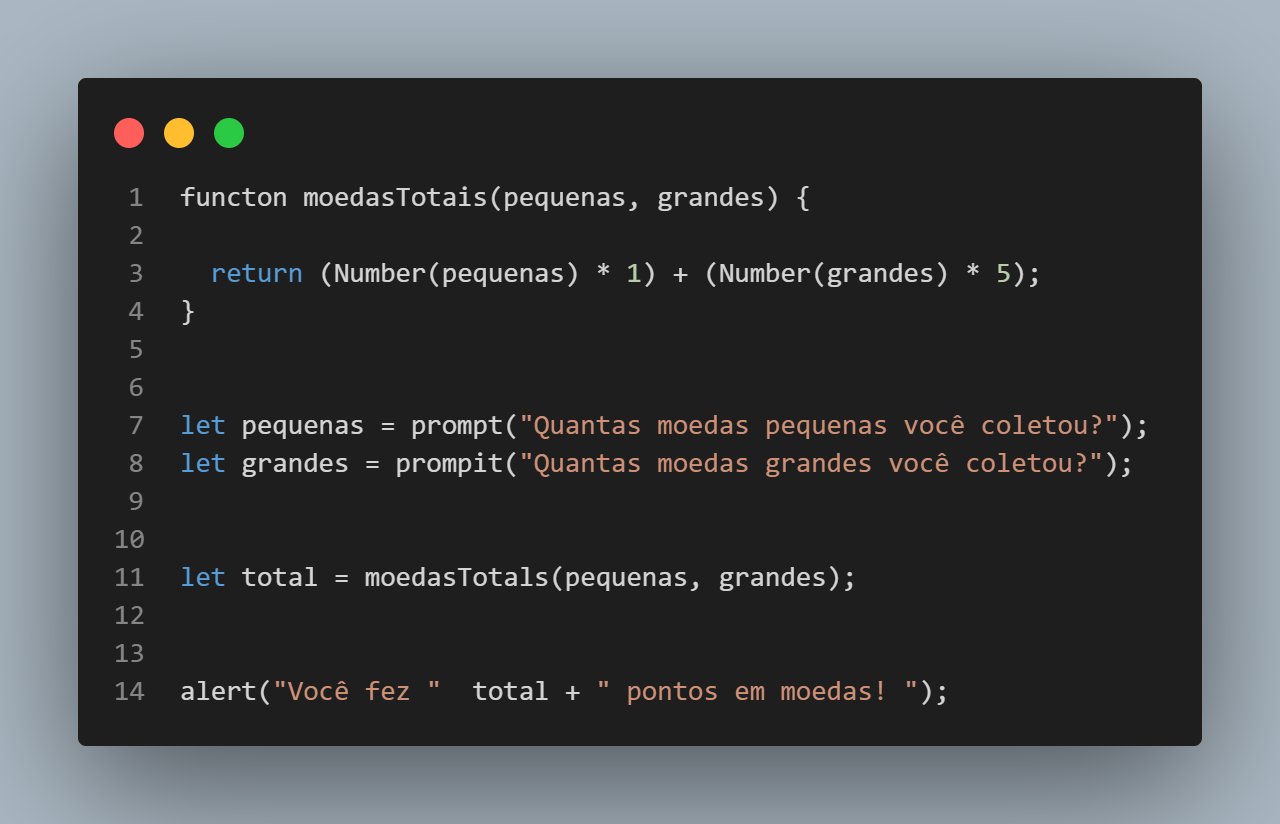 1 functon moedasTotais(pequenas, grandes) {
2
3   return (Number(pequenas) * 1) + (Number(grandes) * 5);
4 }
5
6
7 let pequenas = prompt("Quantas moedas pequenas você coletou?");
8 let grandes = prompit("Quantas moedas grandes você coletou?");
9
10
11 let total = moedasTotals(pequenas, grandes);
12
13
14 alert("Você fez "  total + " pontos em moedas! ");